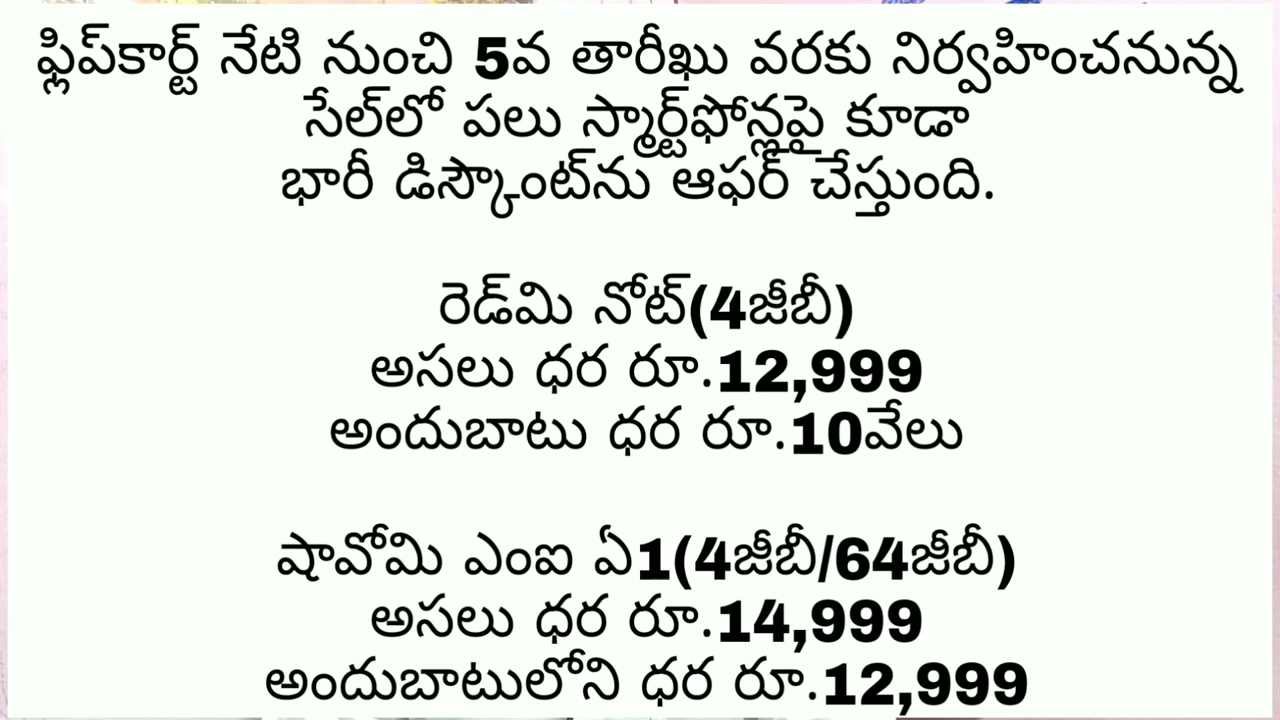 ఫ్లిప్‌కార్ట్ నేటి నుంచి 5వ తారీఖు వరకు నిర్వహించనున్న
సేల్‌లో పలు స్మార్ట్‌ఫోన్లపై కూడా
భారీ డిస్కౌంట్‌ను ఆఫర్ చేస్తుంది.
రెడ్‌మి నోట్(4జీబీ)
అసలు ధర రూ.12,999
అందుబాటు ధర రూ.10వేలు
షావోమి ఎంఐ ఏ1(4జీబీ/64జీబీ)
అసలు ధర రూ.14,999
అందుబాటులోని ధర రూ.12,999